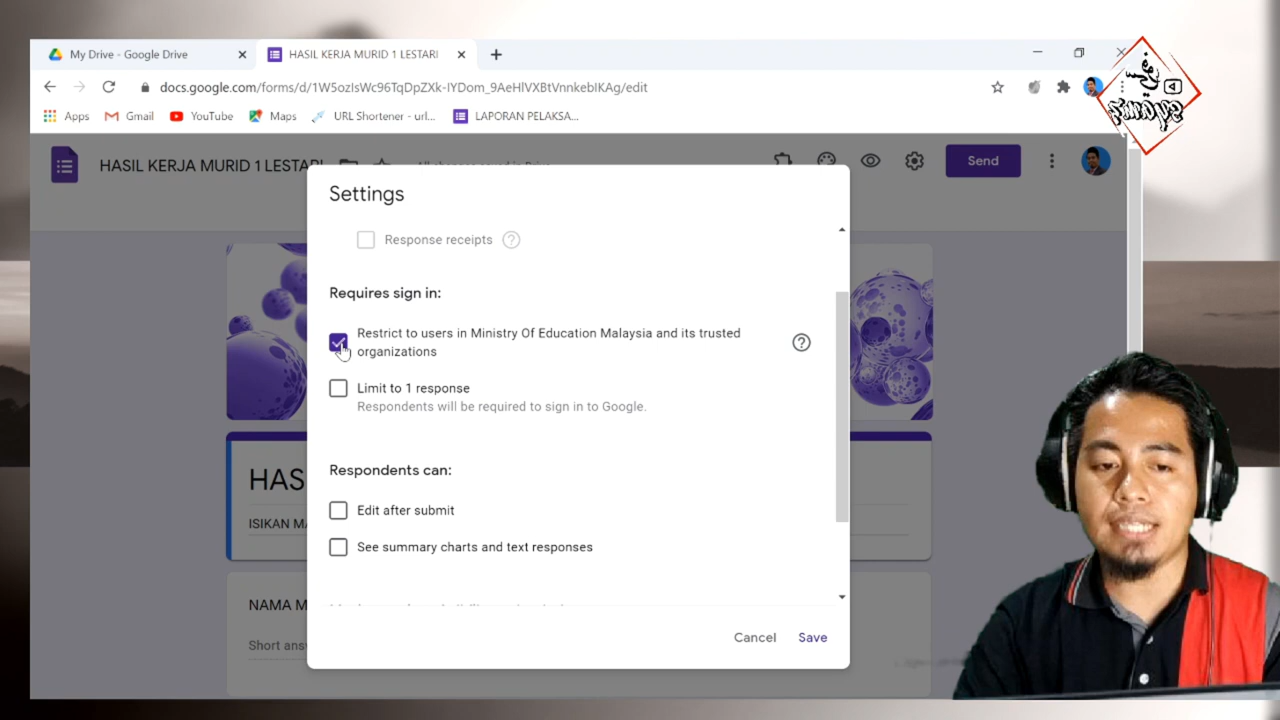 My Drive - Google Drive
HASIL KERJA MURID 1 LESTARI
docs.google.com/forms/d/1W5ozIsWc96TqDpZXk-IYDom_9AeHlVXBtVnnkebIKAg/edit
Apps
Gmail
YouTube
Maps
URL Shortener - url...
LAPORAN PELAKSA...
HASIL KERJA MURID 1 LESTARI
All changes saved in Drive
Send
Settings
Response receipts
Requires sign in:
Restrict to users in Ministry Of Education Malaysia and its trusted
organizations
Limit to 1 response
Respondents will be required to sign in to Google.
Respondents can:
Edit after submit
See summary charts and text responses
Cancel
Save
HAS
ISIKAN MA
NAMA M
Short ans